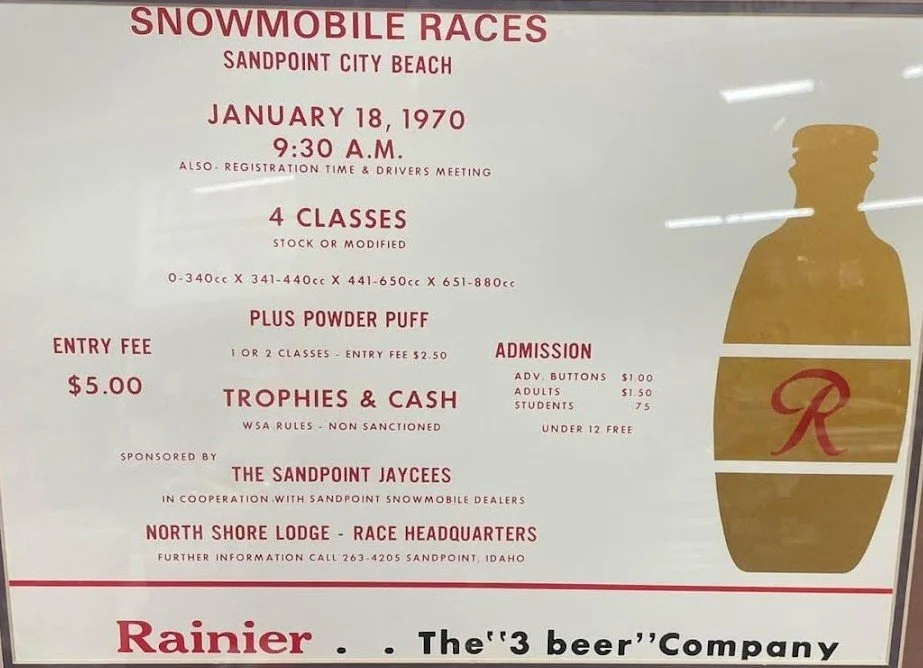 SNOWMOBILE RACES
SANDPOINT CITY BEACH
JANUARY 18, 1970
9:30 A.M.
ALSO- REGISTRATION TIME & DRIVERS MEETING
4 CLASSES
STOCK OR MODIFIED
0-340cc X 341-440cc X 441-650cc X 651-880cc
PLUS POWDER PUFF
1 OR 2 CLASSES - ENTRY FEE $2.50
ENTRY FEE
$5.00
TROPHIES & CASH
WSA RULES - NON SANCTIONED
ADMISSION
ADV. BUTTONS $1.00
ADULTS $1.50
STUDENTS .75
UNDER 12 FREE
SPONSORED BY
THE SANDPOINT JAYCEES
IN COOPERATION WITH SANDPOINT SNOWMOBILE DEALERS
NORTH SHORE LODGE - RACE HEADQUARTERS
FURTHER INFORMATION CALL 263-4205 SANDPOINT, IDAHO
R
Rainier . . The "3 beer" Company